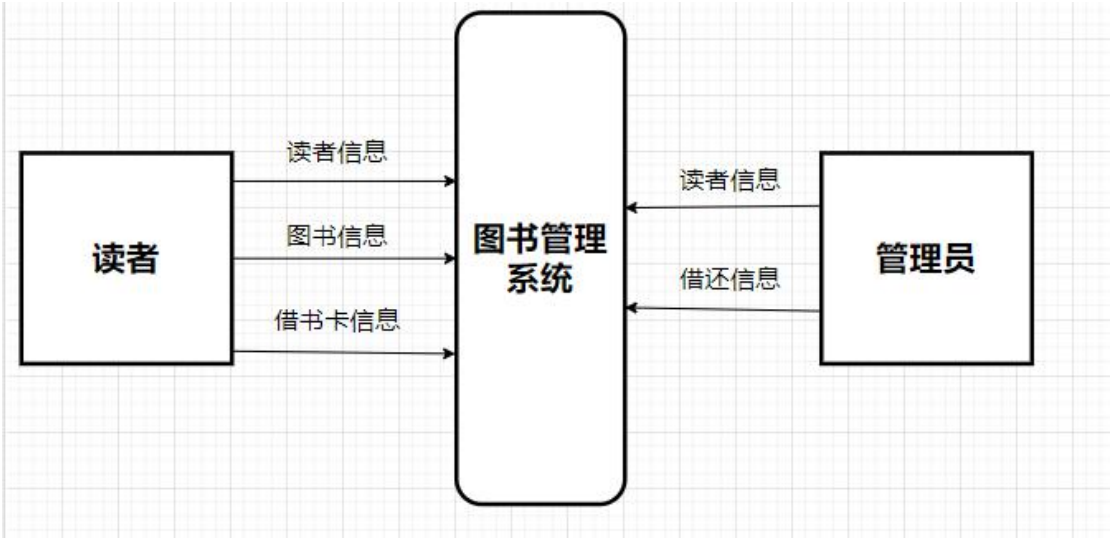 读者
读者信息
图书信息
借书卡信息
图书管理
系统
读者信息
借还信息
管理员